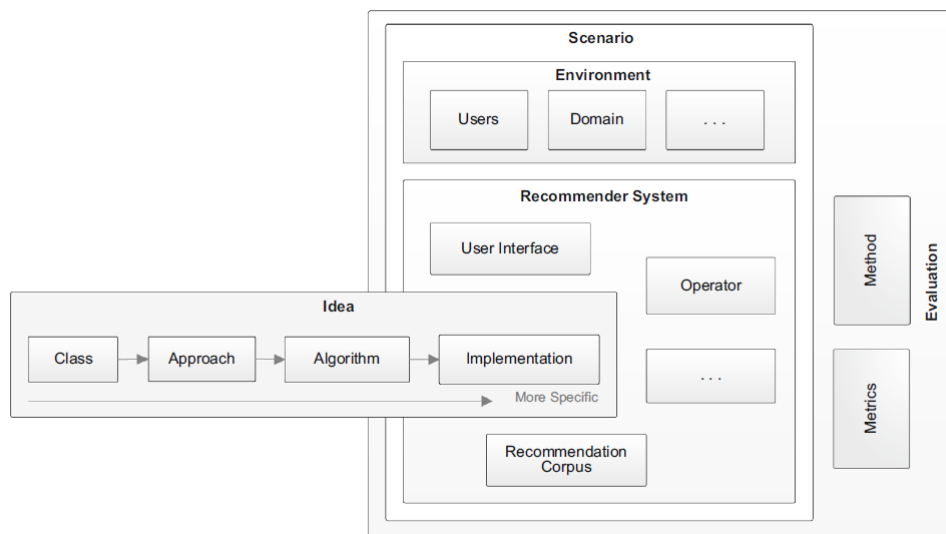 Scenario
Environment
Users
Domain
. . .
Recommender System
User Interface
Operator
Idea
Class
Approach
Algorithm
Implementation
More Specific
. . .
Recommendation
Corpus
Method
Metrics
Evaluation